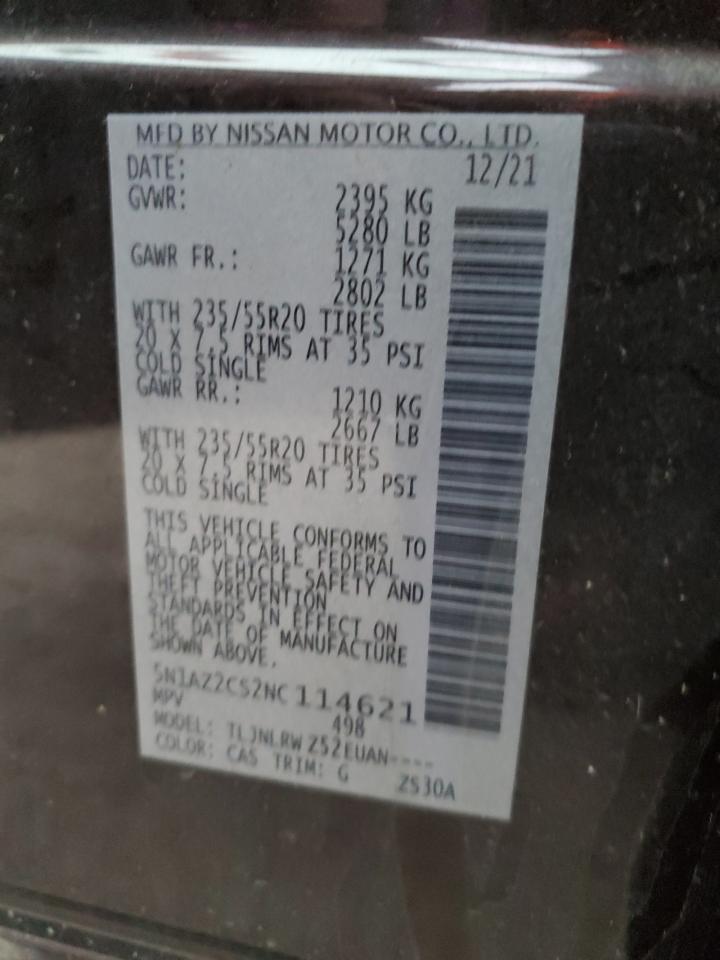 MFD BY NISSAN MOTOR CO., LTD.
DATE: 12/21
GVWR: 2395 KG
5280 LB
GAWR FR.: 1271 KG
2802 LB
WITH 235/55R20 TIRES
20 X 7.5 RIMS AT 35 PSI
COLD SINGLE
GAWR RR.: 1210 KG
2667 LB
WITH 235/55R20 TIRES
20 X 7.5 RIMS AT 35 PSI
COLD SINGLE
THIS VEHICLE CONFORMS TO
ALL APPLICABLE FEDERAL
MOTOR VEHICLE SAFETY AND
THEFT PREVENTION
STANDARDS IN EFFECT ON
THE DATE OF MANUFACTURE
SHOWN ABOVE.
5N1AZ2CS2NC114621
MPV 498
MODEL: TLJNLRW Z52EUAN----
COLOR: CAS TRIM: G Z530A